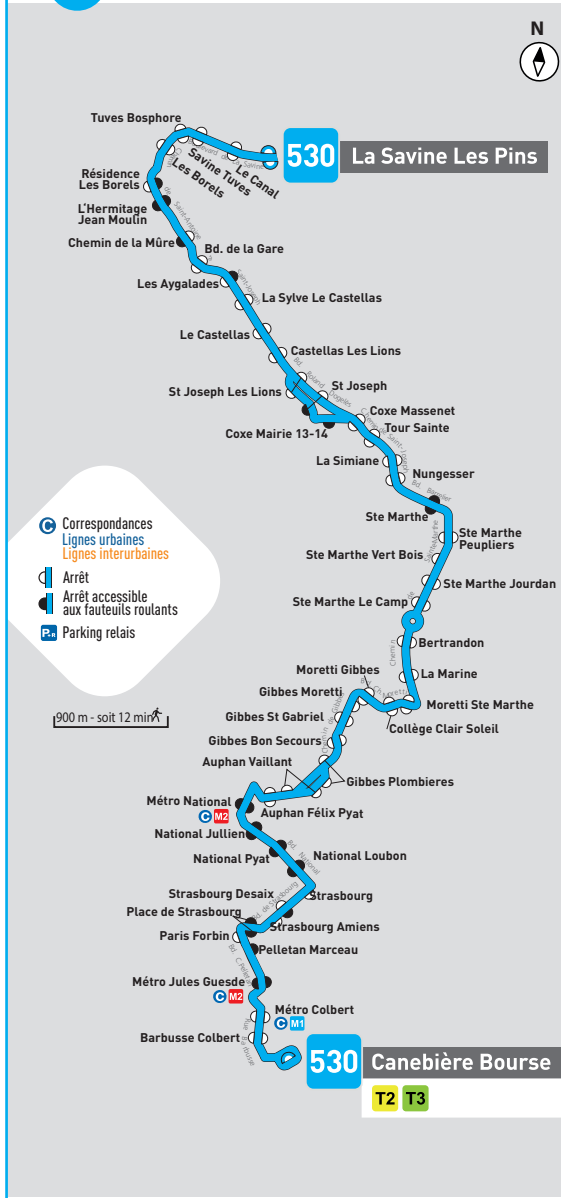 N
Tuves Bosphore
530
La Savine Les Pins
Le Canal
Savine Tuves
Les Borels
Résidence
Les Borels
L'Hermitage
Jean Moulin
Chemin de la Mûre
Bd. de la Gare
Les Aygalades
La Sylve Le Castellas
Le Castellas
Castellas Les Lions
St Joseph Les Lions
St Joseph
Coxe Massenet
Coxe Mairie 13-14
Tour Sainte
La Simiane
Nungesser
Ste Marthe
Ste Marthe
Peupliers
Ste Marthe Vert Bois
Ste Marthe Jourdan
Ste Marthe Le Camp
Bertrandon
La Marine
Moretti Ste Marthe
Moretti Gibbes
Gibbes Moretti
Collège Clair Soleil
Gibbes St Gabriel
Gibbes Bon Secours
Auphan Vaillant
Gibbes Plombieres
Métro National
C M2
Auphan Félix Pyat
National Jullien
National Pyat
Bd. National
National Loubon
Strasbourg Desaix
Strasbourg
Bd. de Strasbourg
Place de Strasbourg
Strasbourg Amiens
Paris Forbin
Pelletan Marceau
Métro Jules Guesde
C M2
Métro Colbert
C M1
Barbusse Colbert
530
Canebière Bourse
T2 T3
C Correspondances
Lignes urbaines
Lignes interurbaines
Arrêt
Arrêt accessible
aux fauteuils roulants
P+R Parking relais
900 m - soit 12 min